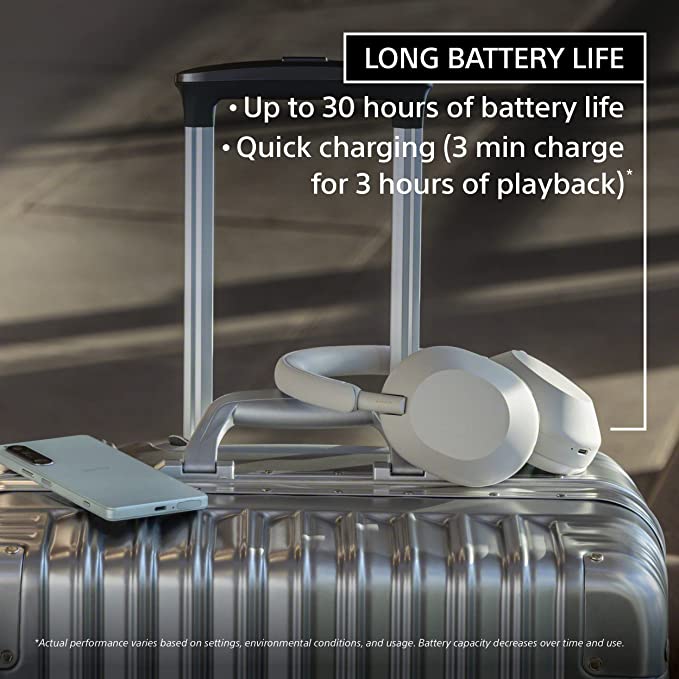 LONG BATTERY LIFE
• Up to 30 hours of battery life
• Quick charging (3 min charge
for 3 hours of playback)*
*Actual performance varies based on settings, environmental conditions, and usage. Battery capacity decreases over time and use.